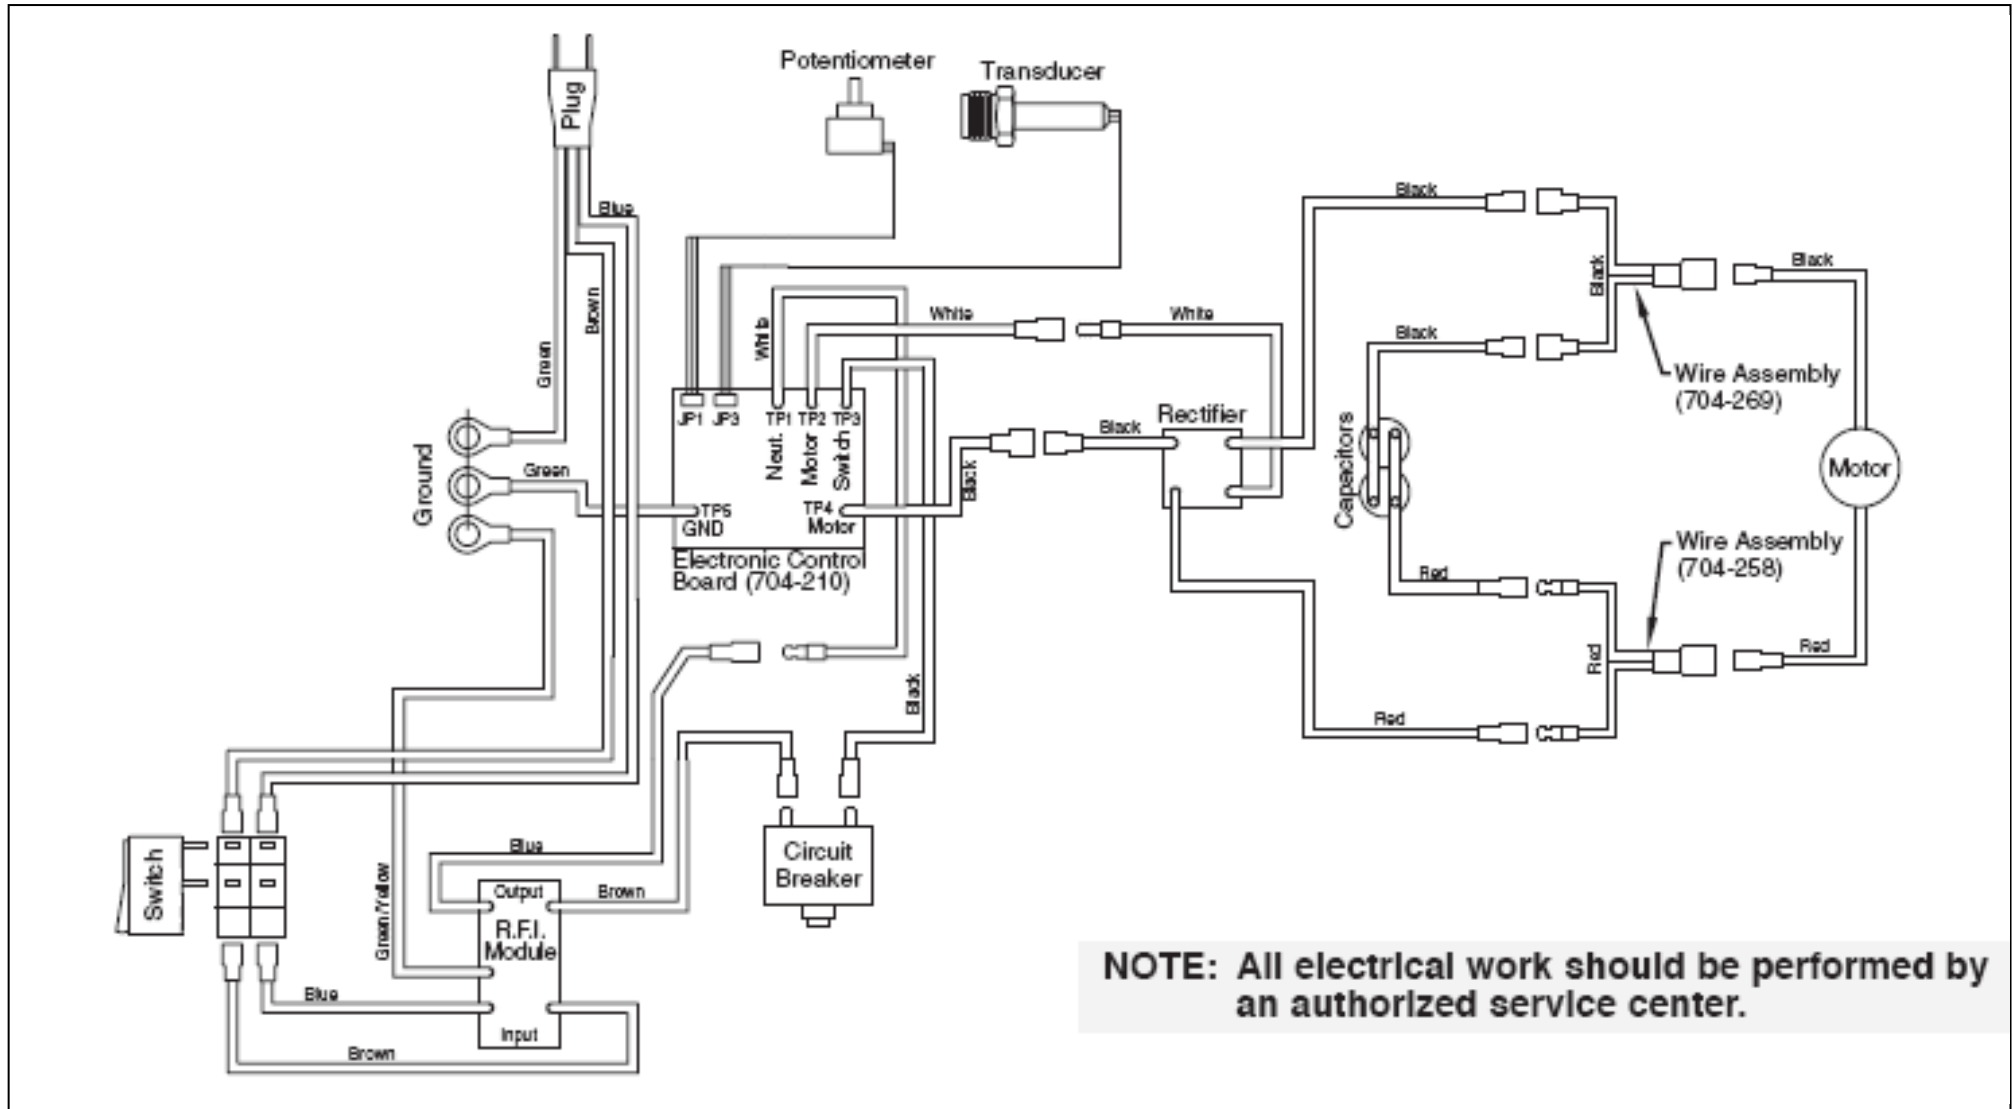 Potentiometer
Transducer
Plug
Blue
Brown
Green
White
White
White
Black
Black
Black
Black
Wire Assembly
(704-269)
JP1 JP3 TP1 TP2 TP3
Neut.
Motor
Switch
Ground
Green
TP5
GND
TP4
Motor
Electronic Control
Board (704-210)
Black
Black
Rectifier
Capacitors
Motor
Wire Assembly
(704-258)
Red
Red
Red
Red
Black
Switch
Green/Yellow
Blue
Output
R.F.I.
Module
Input
Brown
Circuit
Breaker
Blue
Brown
NOTE: All electrical work should be performed by
an authorized service center.